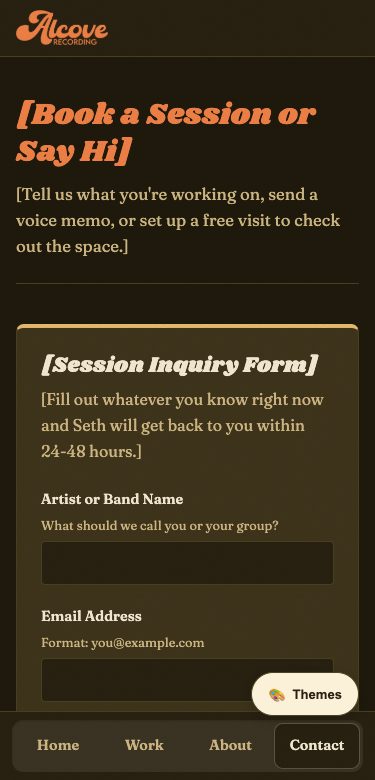 Alcove
RECORDING
[Book a Session or
Say Hi]
[Tell us what you're working on, send a
voice memo, or set up a free visit to check
out the space.]
[Session Inquiry Form]
[Fill out whatever you know right now
and Seth will get back to you within
24-48 hours.]
Artist or Band Name
What should we call you or your group?
Email Address
Format: you@example.com
Themes
Home Work About Contact